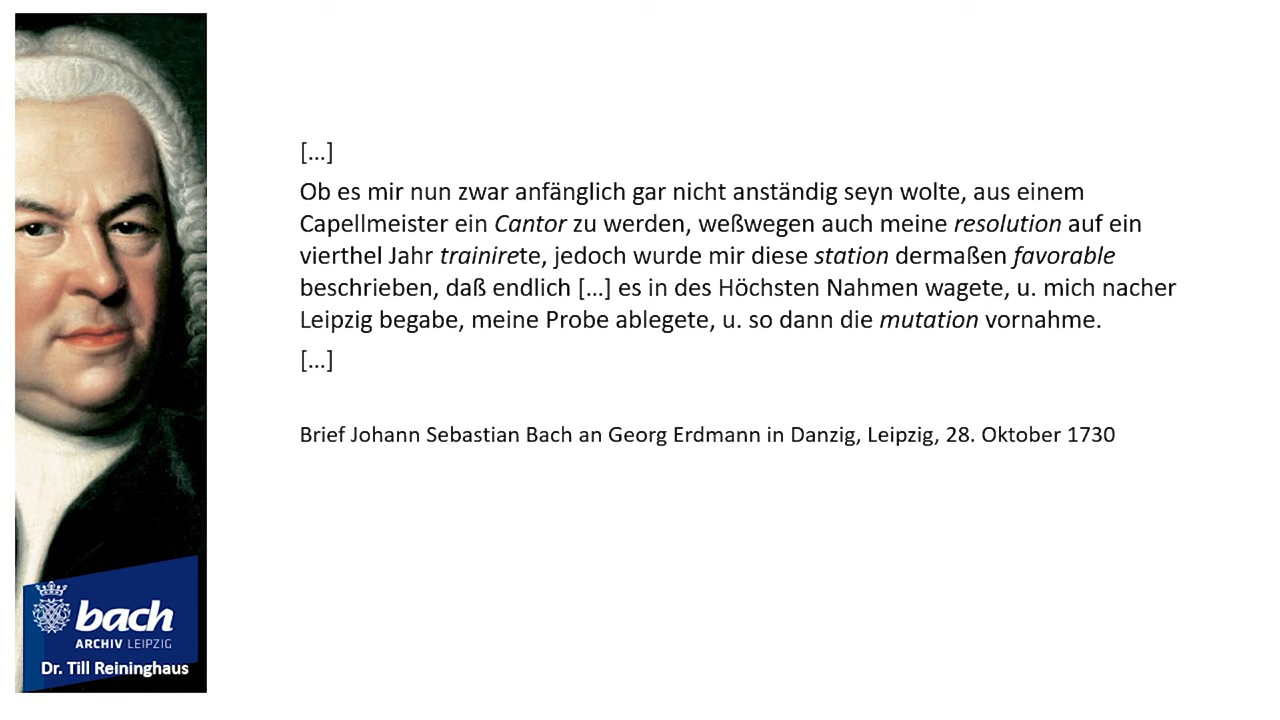 [...]
Ob es mir nun zwar anfänglich gar nicht anständig seyn wolte, aus einem
Capellmeister ein Cantor zu werden, weßwegen auch meine resolution auf ein
vierthel Jahr trainirete, jedoch wurde mir diese station dermaßen favorable
beschrieben, daß endlich [...] es in des Höchsten Nahmen wagete, u. mich nacher
Leipzig begabe, meine Probe ablegete, u. so dann die mutation vornahme.
[...]
Brief Johann Sebastian Bach an Georg Erdmann in Danzig, Leipzig, 28. Oktober 1730
bach
ARCHIV LEIPZIG
Dr. Till Reininghaus